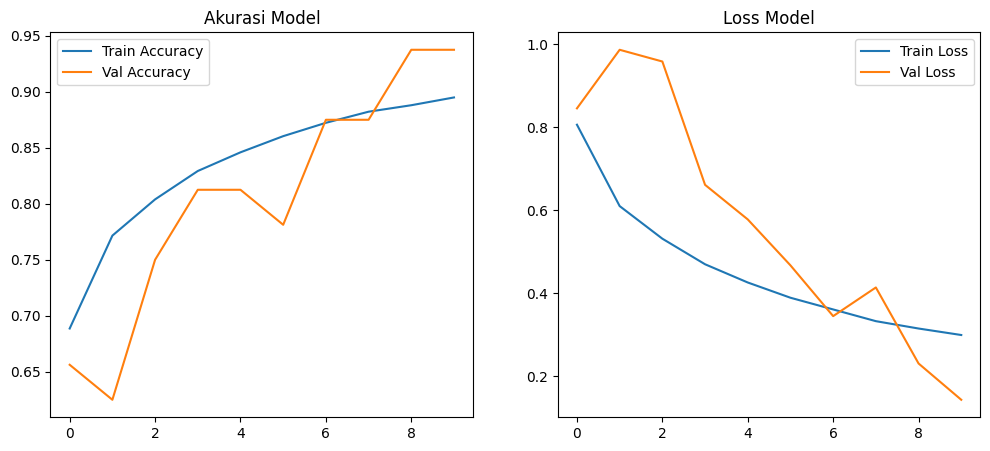 Akurasi Model
Train Accuracy
Val Accuracy
0.95
0.90
0.85
0.80
0.75
0.70
0.65
0 2 4 6 8
Loss Model
Train Loss
Val Loss
1.0
0.8
0.6
0.4
0.2
0 2 4 6 8